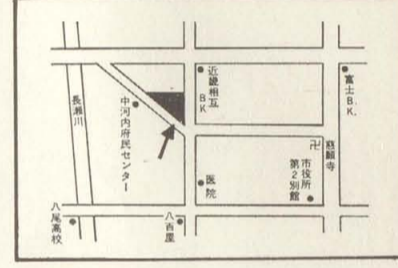 富士B.K.
近畿相互
BK
長瀬川
中河内府民センター
卍 慈願寺
市役所
第2別館
医院
八百屋
八尾高校